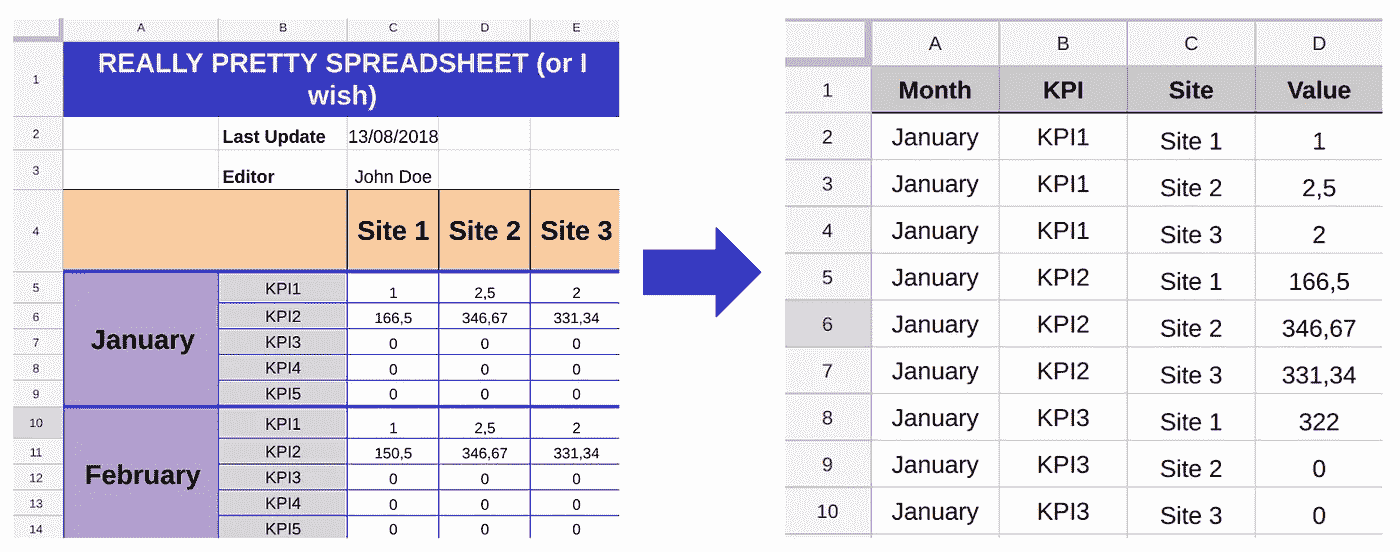 A B C D E
1 REALLY PRETTY SPREADSHEET (or I
wish)
2 Last Update 13/08/2018
3 Editor John Doe
4 Site 1 Site 2 Site 3
5 KPI1 1 2,5 2
6 KPI2 166,5 346,67 331,34
January
7 KPI3 0 0 0
8 KPI4 0 0 0
9 KPI5 0 0 0
10 KPI1 1 2,5 2
11 KPI2 150,5 346,67 331,34
February
12 KPI3 0 0 0
13 KPI4 0 0 0
14 KPI5 0 0 0
A B C D
1 Month KPI Site Value
2 January KPI1 Site 1 1
3 January KPI1 Site 2 2,5
4 January KPI1 Site 3 2
5 January KPI2 Site 1 166,5
6 January KPI2 Site 2 346,67
7 January KPI2 Site 3 331,34
8 January KPI3 Site 1 322
9 January KPI3 Site 2 0
10 January KPI3 Site 3 0